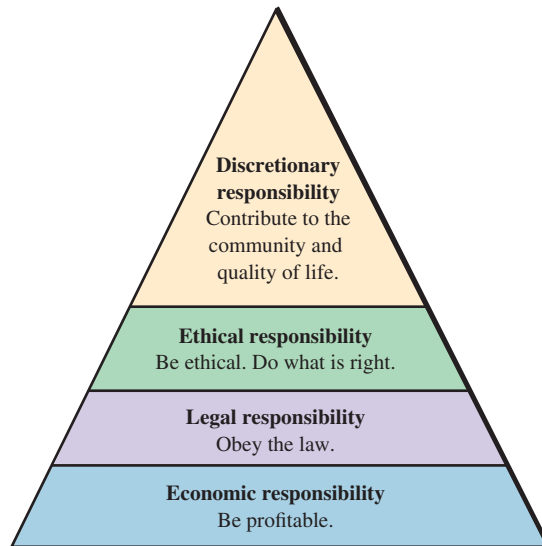 Discretionary
responsibility
Contribute to the
community and
quality of life.
Ethical responsibility
Be ethical. Do what is right.
Legal responsibility
Obey the law.
Economic responsibility
Be profitable.